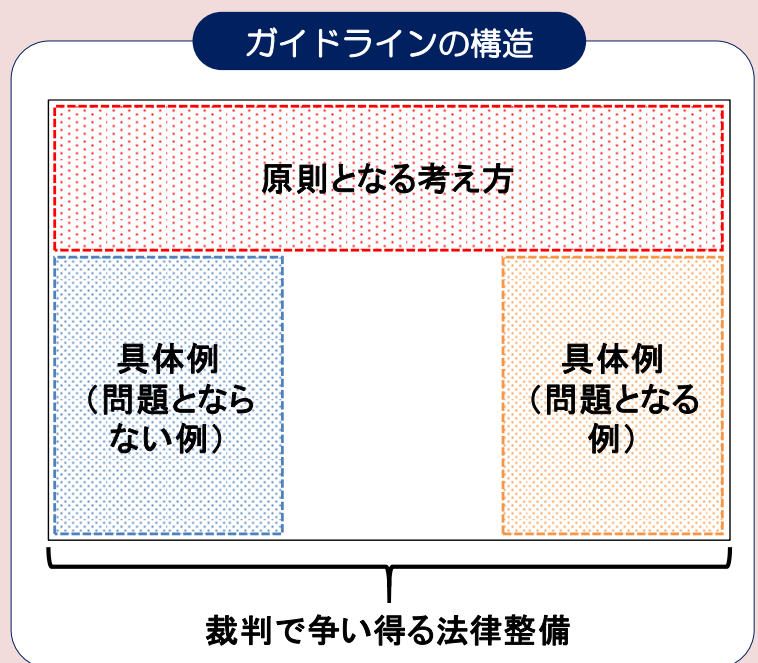 ガイドラインの構造
原則となる考え方
具体例
（問題となら
ない例）
具体例
（問題となる
例）
裁判で争い得る法律整備